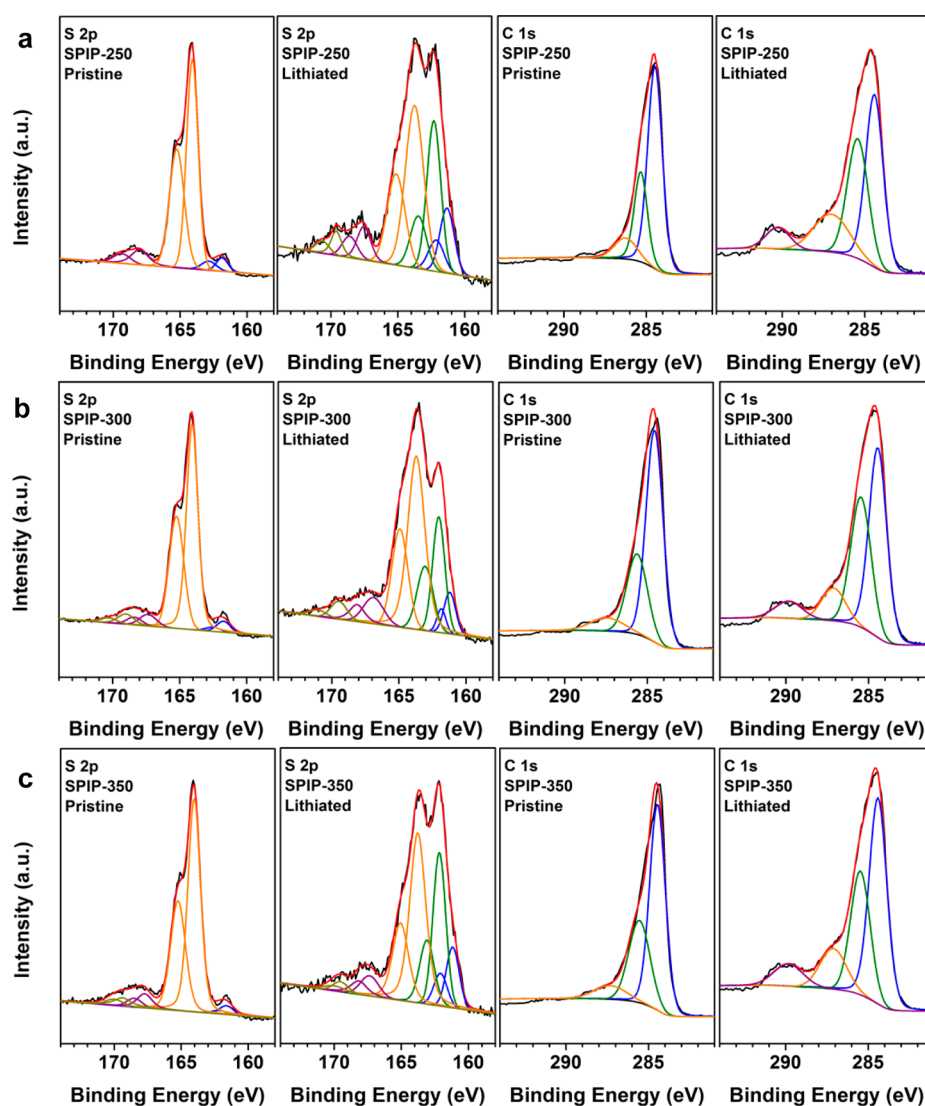 a
S 2p
SPIP-250
Pristine
S 2p
SPIP-250
Lithiated
C 1s
SPIP-250
Pristine
C 1s
SPIP-250
Lithiated
Intensity (a.u.)
170 165 160
170 165 160
290 285
290 285
Binding Energy (eV)
Binding Energy (eV)
Binding Energy (eV)
Binding Energy (eV)
b
S 2p
SPIP-300
Pristine
S 2p
SPIP-300
Lithiated
C 1s
SPIP-300
Pristine
C 1s
SPIP-300
Lithiated
Intensity (a.u.)
170 165 160
170 165 160
290 285
290 285
Binding Energy (eV)
Binding Energy (eV)
Binding Energy (eV)
Binding Energy (eV)
c
S 2p
SPIP-350
Pristine
S 2p
SPIP-350
Lithiated
C 1s
SPIP-350
Pristine
C 1s
SPIP-350
Lithiated
Intensity (a.u.)
170 165 160
170 165 160
290 285
290 285
Binding Energy (eV)
Binding Energy (eV)
Binding Energy (eV)
Binding Energy (eV)